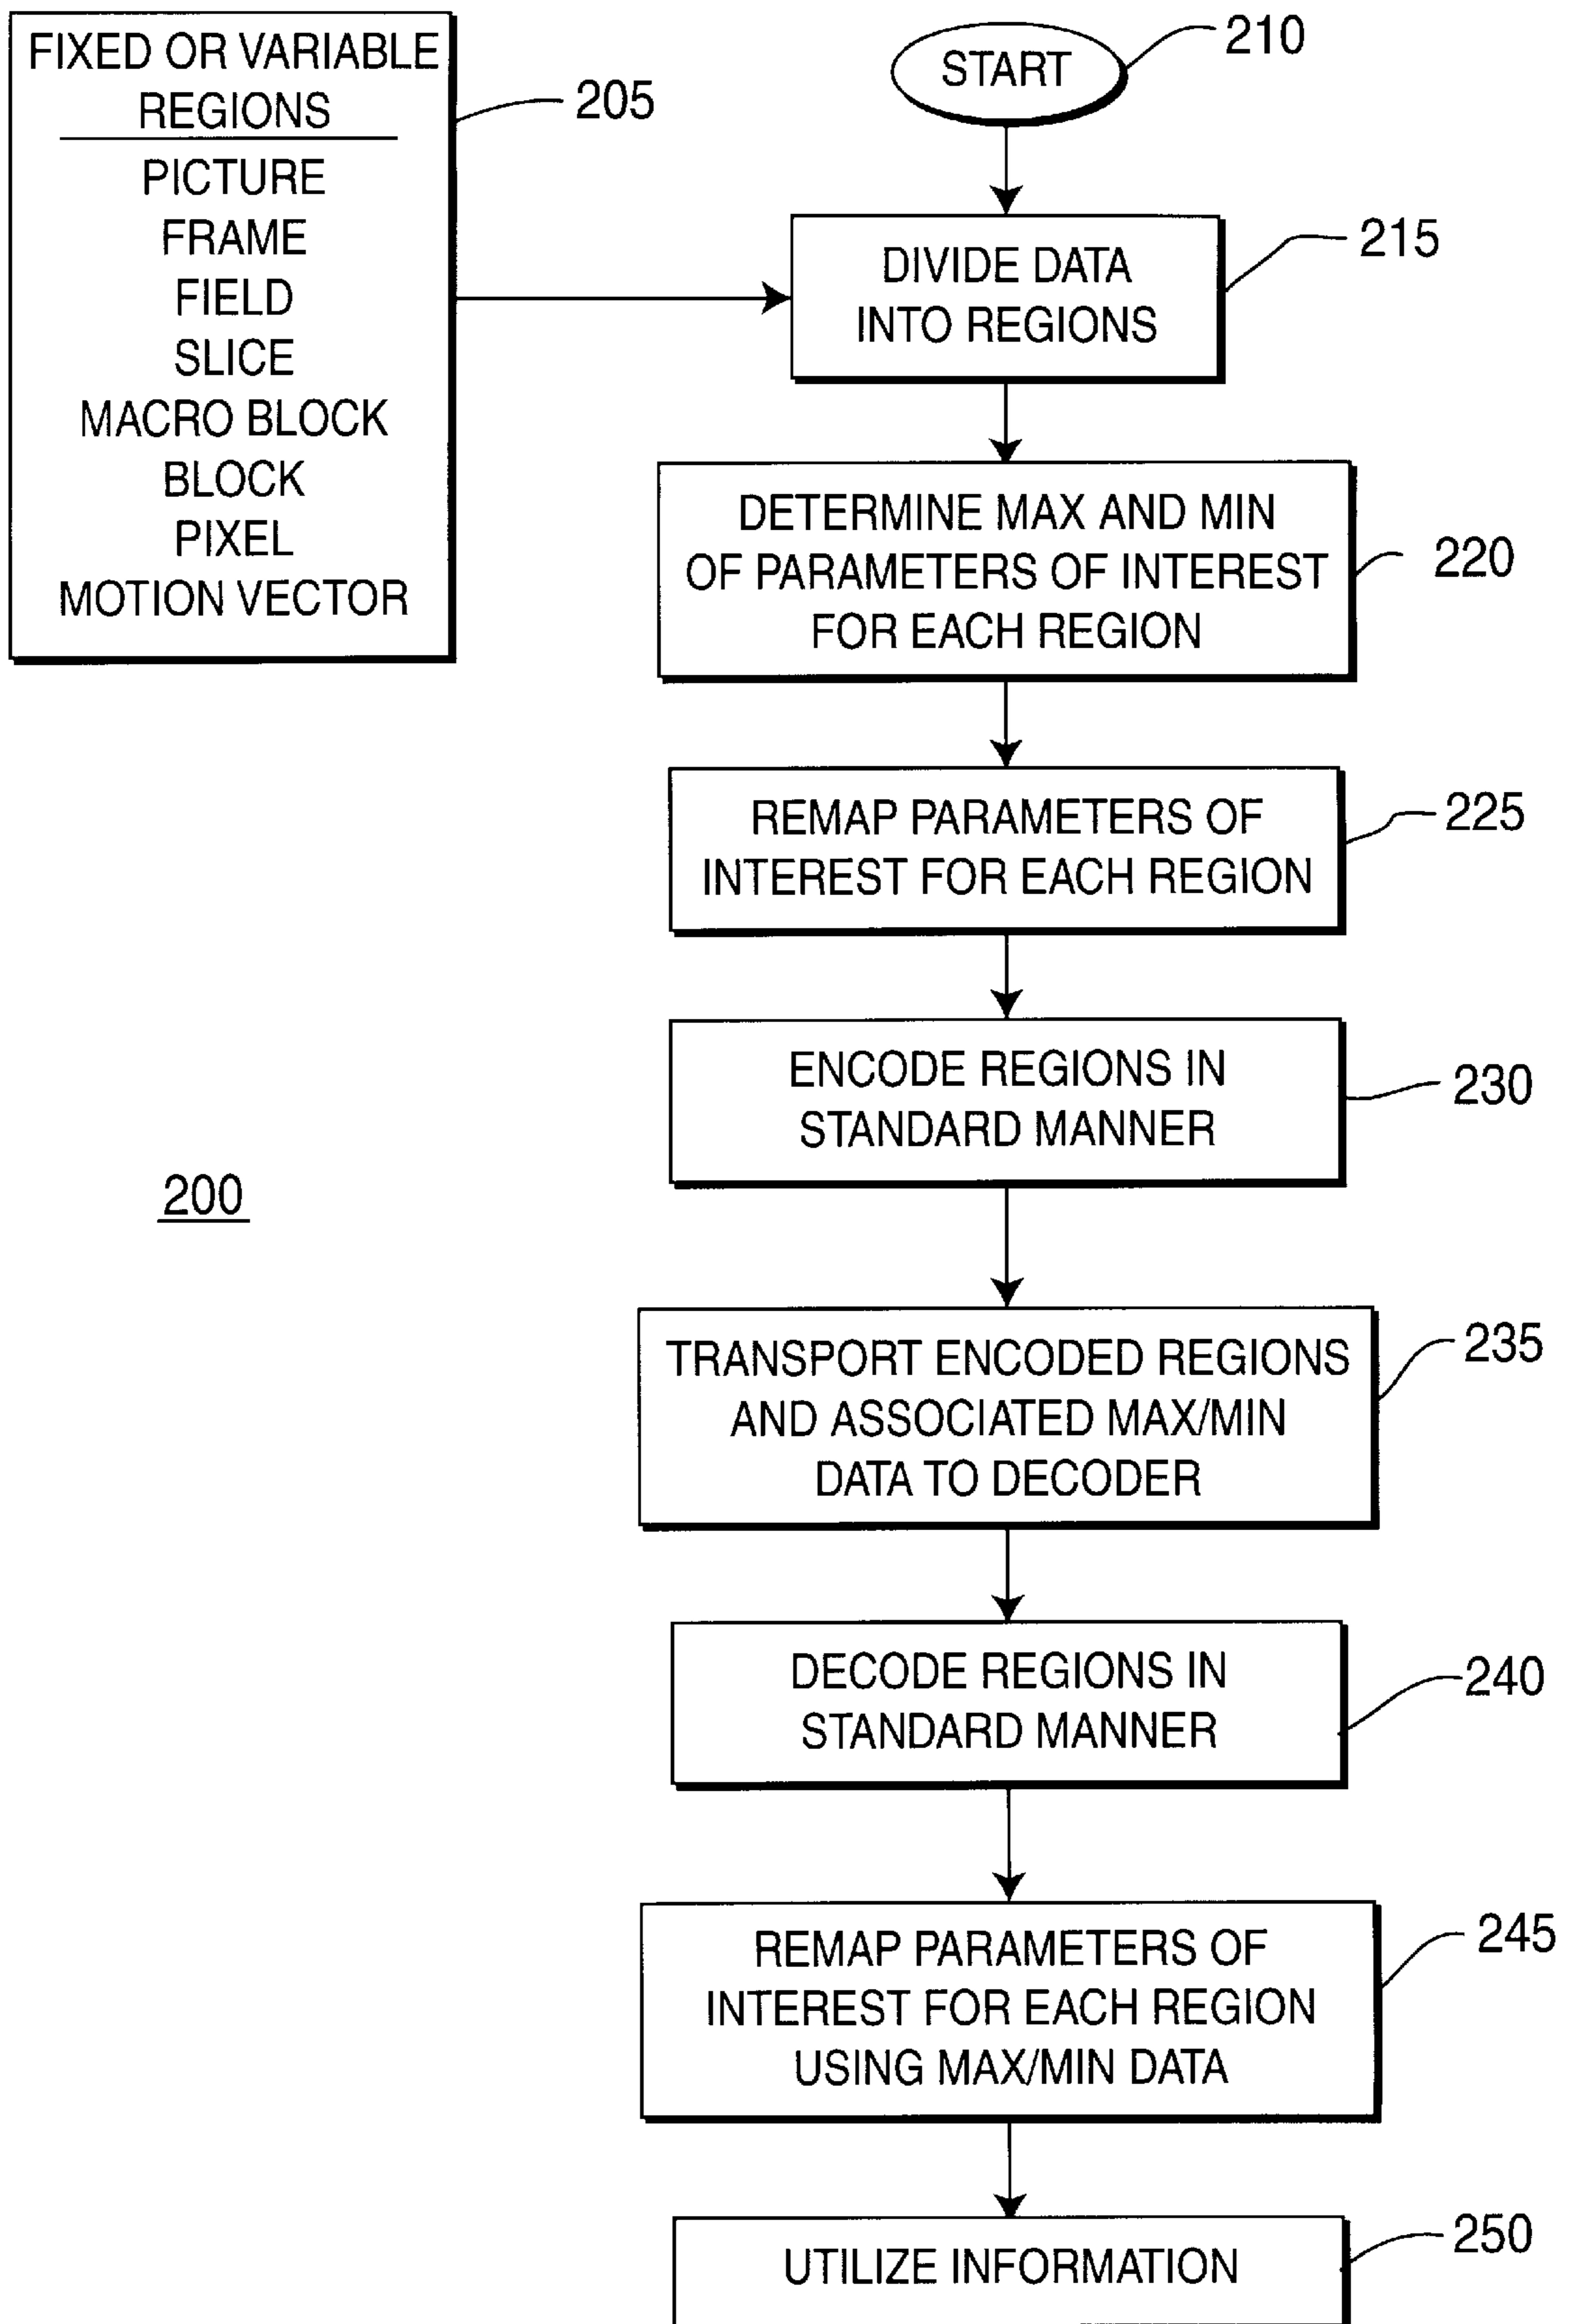 FIXED OR VARIABLE
REGIONS
PICTURE
FRAME
FIELD
SLICE
MACRO BLOCK
BLOCK
PIXEL
MOTION VECTOR
205
START
210
DIVIDE DATA
INTO REGIONS
215
DETERMINE MAX AND MIN
OF PARAMETERS OF INTEREST
FOR EACH REGION
220
REMAP PARAMETERS OF
INTEREST FOR EACH REGION
225
ENCODE REGIONS IN
STANDARD MANNER
230
200
TRANSPORT ENCODED REGIONS
AND ASSOCIATED MAX/MIN
DATA TO DECODER
235
DECODE REGIONS IN
STANDARD MANNER
240
REMAP PARAMETERS OF
INTEREST FOR EACH REGION
USING MAX/MIN DATA
245
UTILIZE INFORMATION
250